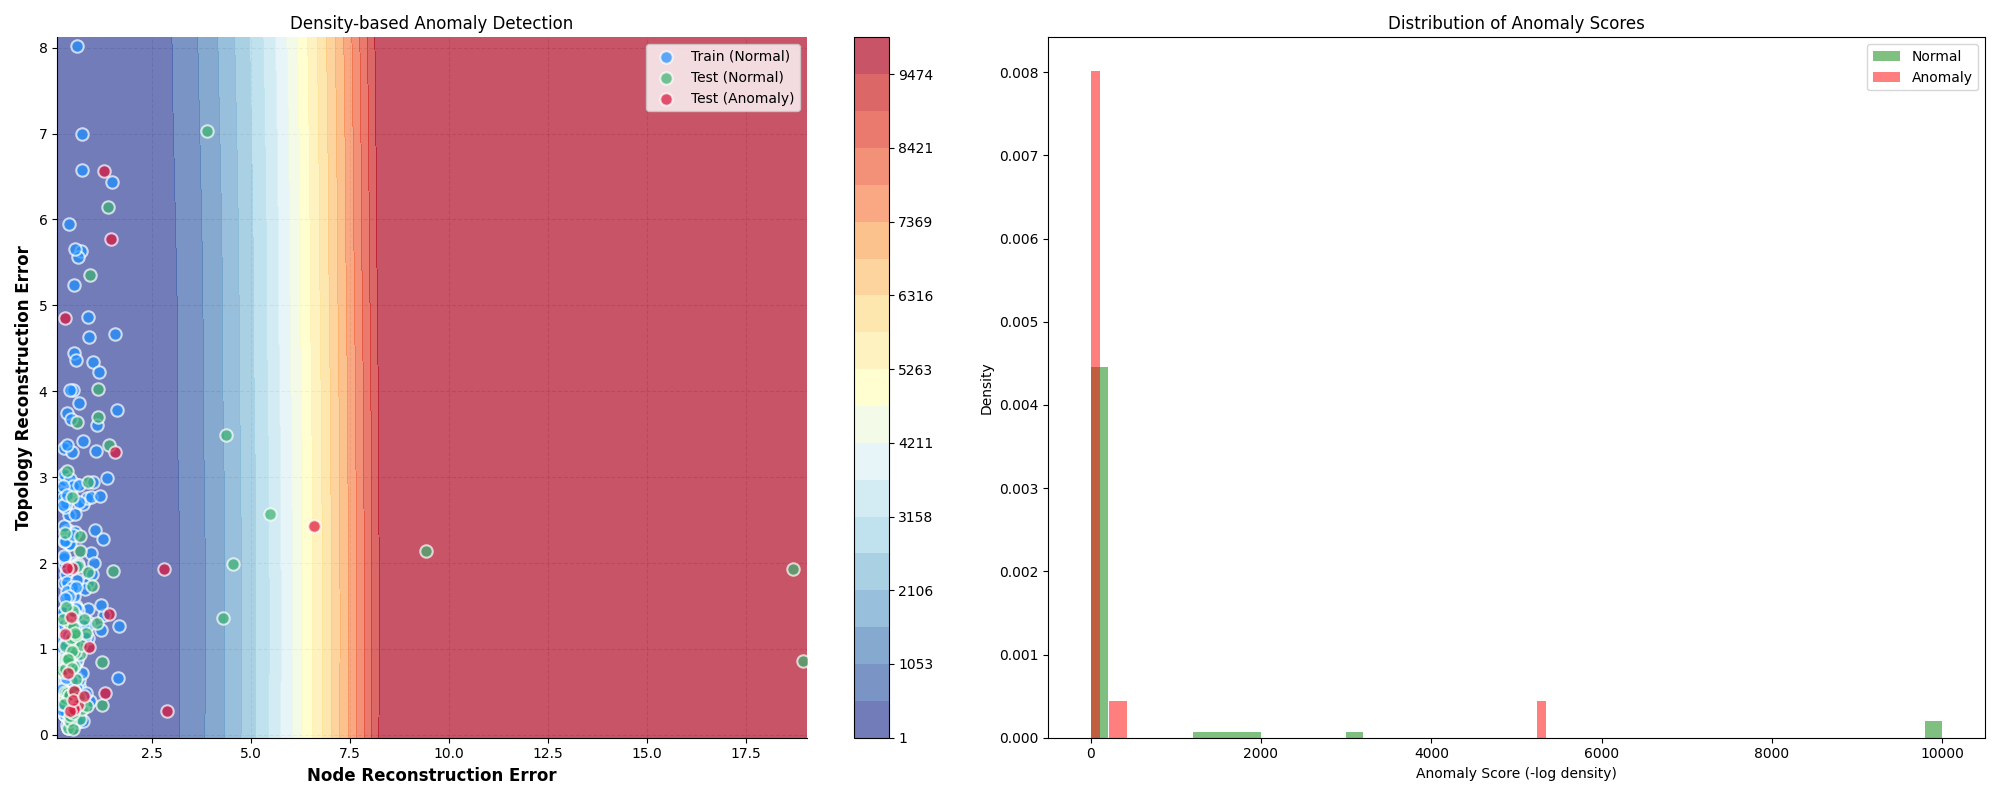 Density-based Anomaly Detection
Topology Reconstruction Error
8
7
6
5
4
3
2
1
0
2.5 5.0 7.5 10.0 12.5 15.0 17.5
Node Reconstruction Error
Train (Normal)
Test (Normal)
Test (Anomaly)
9474
8421
7369
6316
5263
4211
3158
2106
1053
1
Distribution of Anomaly Scores
Density
0.008
0.007
0.006
0.005
0.004
0.003
0.002
0.001
0.000
0 2000 4000 6000 8000 10000
Anomaly Score (-log density)
Normal
Anomaly